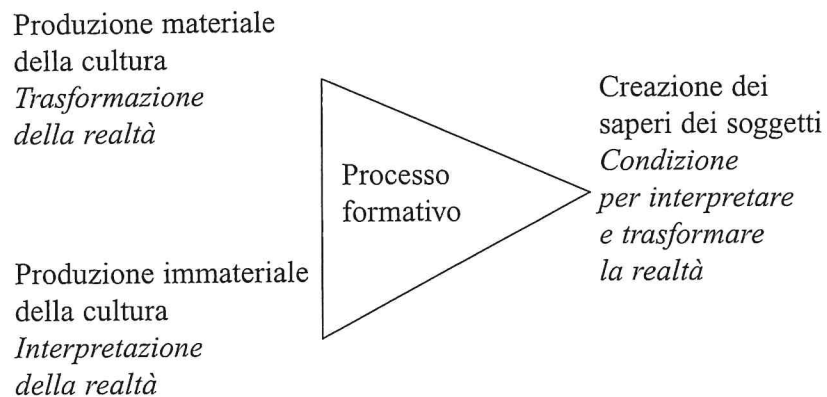 Produzione materiale
della cultura
Trasformazione
della realtà
Produzione immateriale
della cultura
Interpretazione
della realtà
Processo
formativo
Creazione dei
saperi dei soggetti
Condizione
per interpretare
e trasformare
la realtà